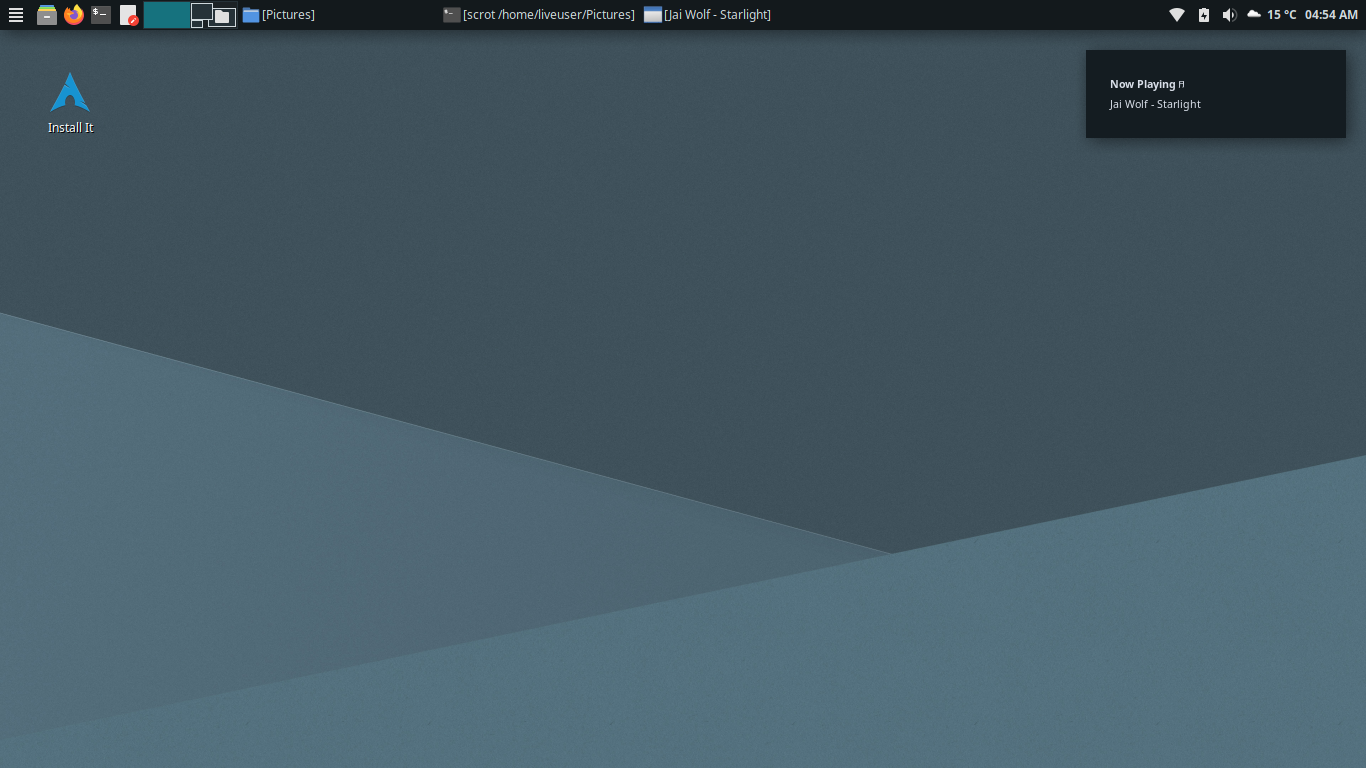 [Pictures]
[scrot /home/liveuser/Pictures]
[Jai Wolf - Starlight]
15 °C
04:54 AM
Install It
Now Playing
Jai Wolf - Starlight